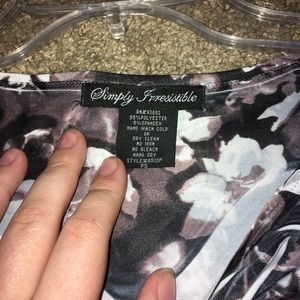 Simply Irresistible
95% POLYESTER
5% SPANDEX
HAND WASH COLD
OR
DRY CLEAN
NO IRON
NO BLEACH
HANG DRY